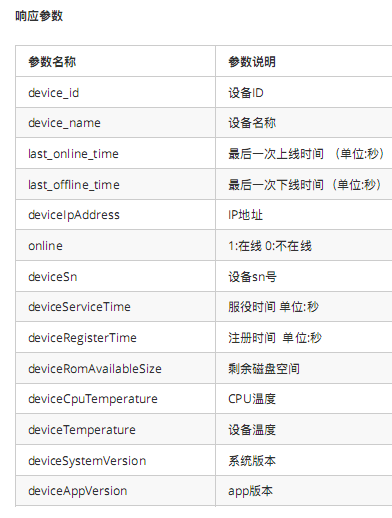 响应参数
参数名称 参数说明
device_id 设备ID
device_name 设备名称
last_online_time 最后一次上线时间 （单位:秒）
last_offline_time 最后一次下线时间（单位:秒）
deviceIpAddress IP地址
online 1:在线 0:不在线
deviceSn 设备sn号
deviceServiceTime 服役时间 单位:秒
deviceRegisterTime 注册时间 单位:秒
deviceRomAvailableSize 剩余磁盘空间
deviceCpuTemperature CPU温度
deviceTemperature 设备温度
deviceSystemVersion 系统版本
deviceAppVersion app版本